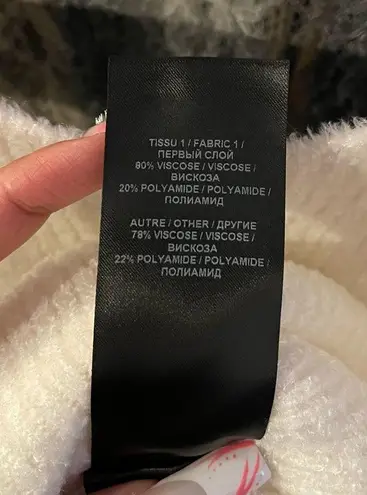 TISSU 1 / FABRIC 1 /
ПЕРВЫЙ СЛОЙ
80% VISCOSE / VISCOSE /
ВИСКОЗА
20% POLYAMIDE / POLYAMIDE /
ПОЛИАМИД
AUTRE / OTHER / ДРУГИЕ
78% VISCOSE / VISCOSE /
ВИСКОЗА
22% POLYAMIDE / POLYAMIDE /
ПОЛИАМИД